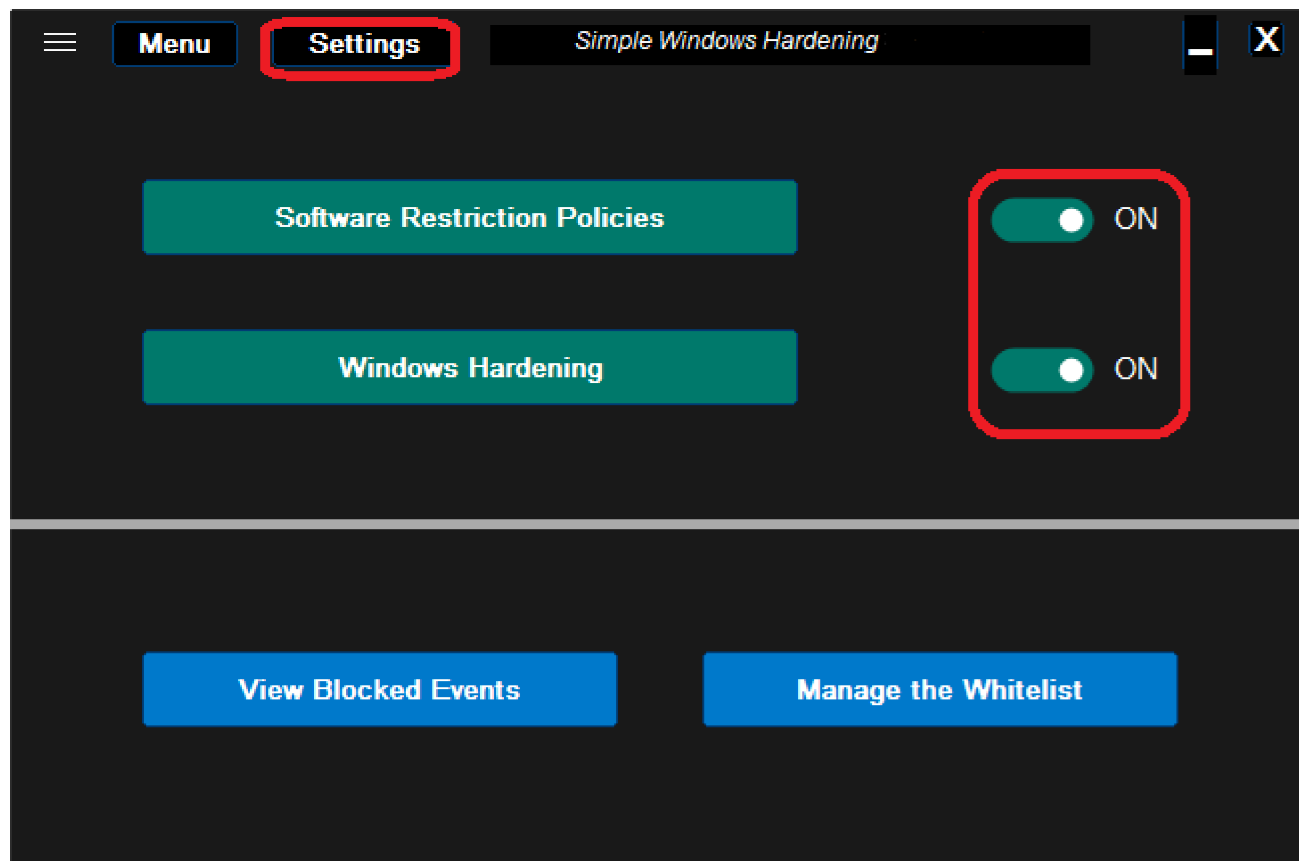 Menu Settings Simple Windows Hardening _ X
Software Restriction Policies ON
Windows Hardening ON
View Blocked Events Manage the Whitelist